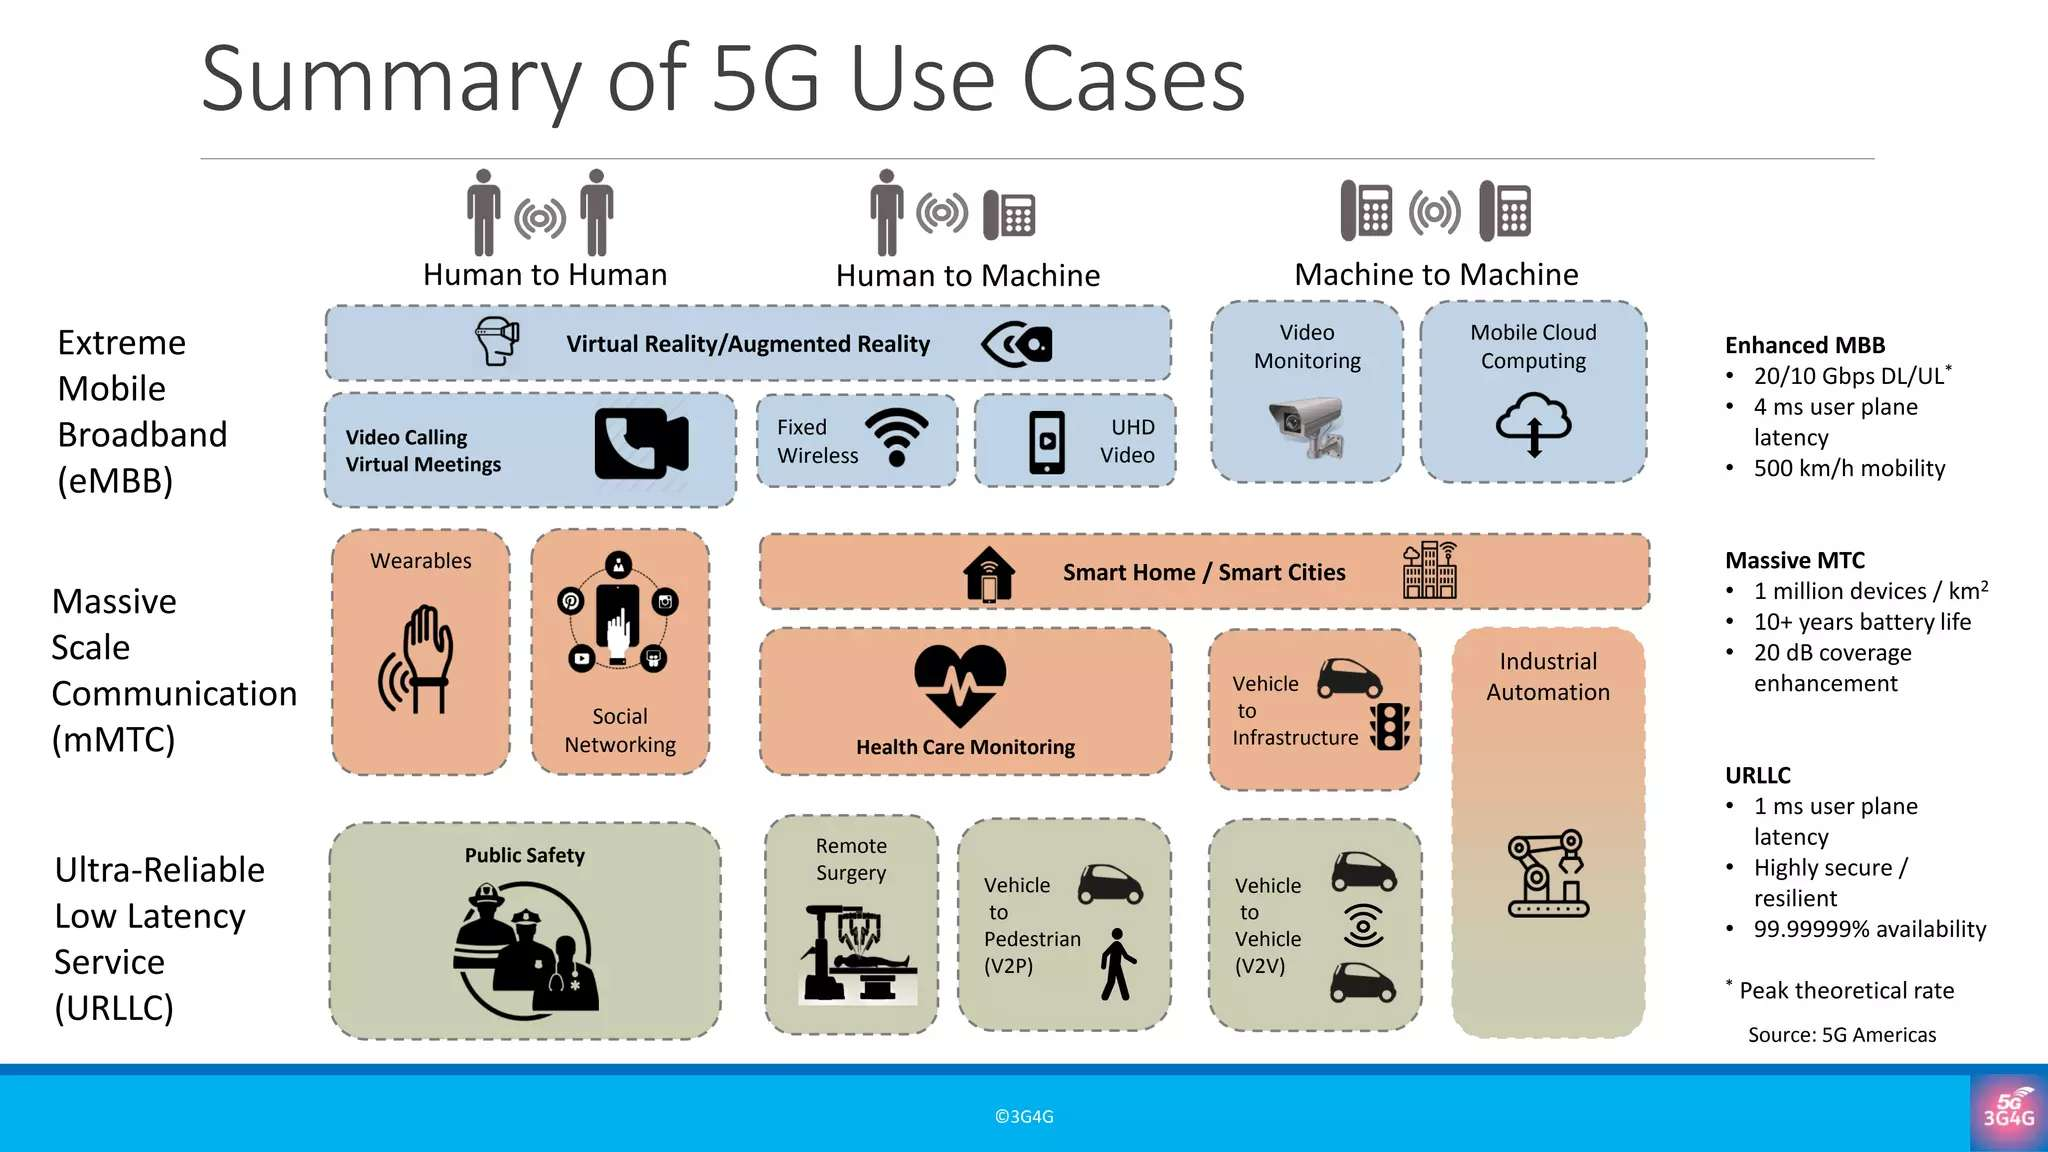 Summary of 5G Use Cases
Human to Human
Human to Machine
Machine to Machine
Extreme
Mobile
Broadband
(eMBB)
Virtual Reality/Augmented Reality
Video Calling
Virtual Meetings
Fixed
Wireless
UHD
Video
Video
Monitoring
Mobile Cloud
Computing
Enhanced MBB
• 20/10 Gbps DL/UL*
• 4 ms user plane
latency
• 500 km/h mobility
Massive
Scale
Communication
(mMTC)
Wearables
Social
Networking
Smart Home / Smart Cities
Health Care Monitoring
Vehicle
to
Infrastructure
Industrial
Automation
Massive MTC
• 1 million devices / km2
• 10+ years battery life
• 20 dB coverage
enhancement
Ultra-Reliable
Low Latency
Service
(URLLC)
Public Safety
Remote
Surgery
Vehicle
to
Pedestrian
(V2P)
Vehicle
to
Vehicle
(V2V)
URLLC
• 1 ms user plane
latency
• Highly secure /
resilient
• 99.99999% availability
* Peak theoretical rate
Source: 5G Americas
©3G4G
5G
3G4G